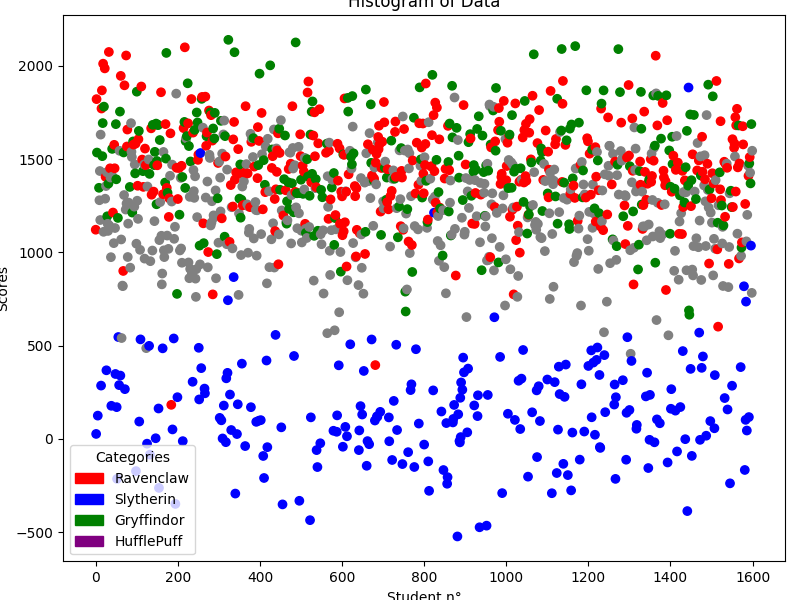 Histogram of Data
2000
1500
1000
500
0
−500
Scores
Categories
Ravenclaw
Slytherin
Gryffindor
HufflePuff
0 200 400 600 800 1000 1200 1400 1600
Student n°